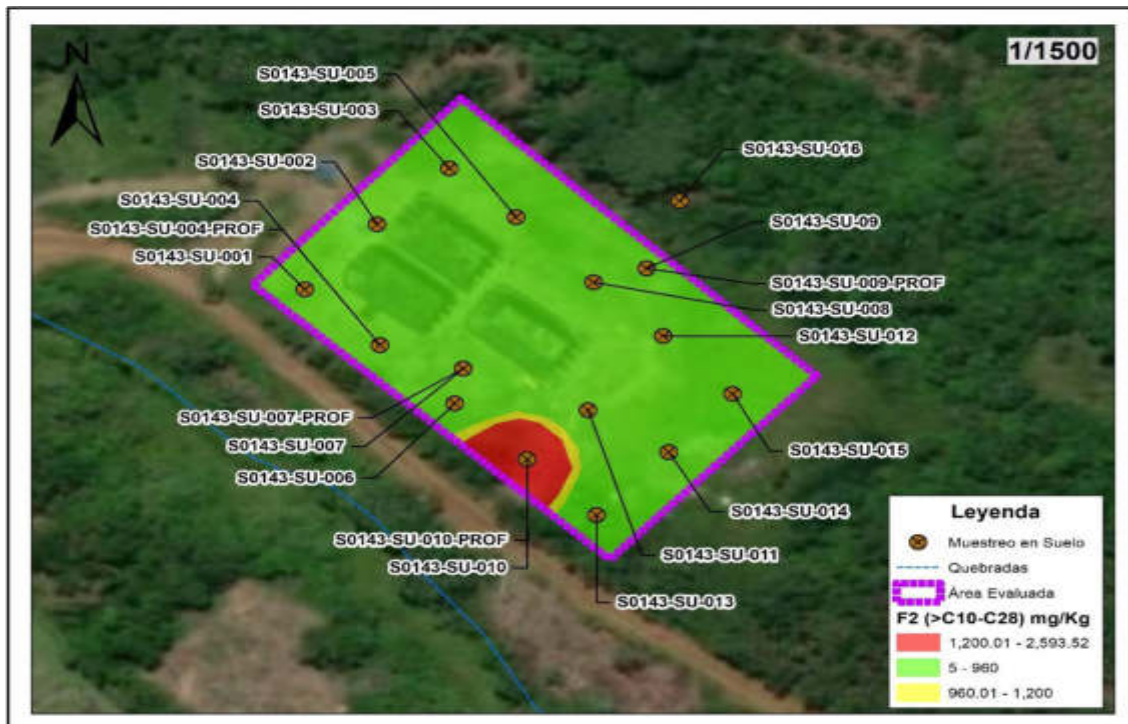 N
1/1500
S0143-SU-005
S0143-SU-003
S0143-SU-002
S0143-SU-004
S0143-SU-004-PROF
S0143-SU-001
S0143-SU-016
S0143-SU-09
S0143-SU-009-PROF
S0143-SU-008
S0143-SU-012
S0143-SU-007-PROF
S0143-SU-007
S0143-SU-006
S0143-SU-015
S0143-SU-014
S0143-SU-010-PROF
S0143-SU-010
S0143-SU-011
S0143-SU-013
Leyenda
Muestreo en Suelo
Quebradas
Área Evaluada
F2 (>C10-C28) mg/Kg
1,200.01 - 2,593.52
5 - 960
960.01 - 1,200